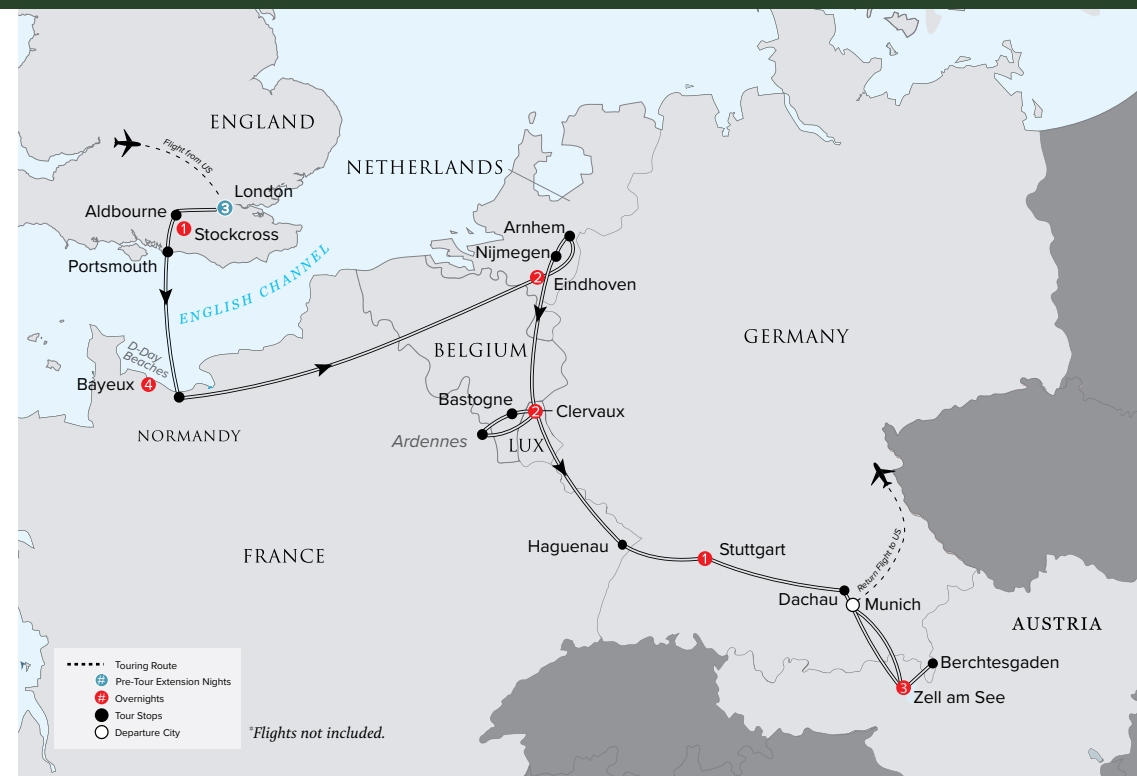 ENGLAND
Flight from US
NETHERLANDS
London
3
Aldbourne
1
Stockcross
Portsmouth
Arnhem
Nijmegen
2
Eindhoven
ENGLISH CHANNEL
GERMANY
D-Day
Beaches
BELGIUM
Bayeux
4
Bastogne
2
Clervaux
NORMANDY
Ardennes
LUX
Haguenau
1
Stuttgart
FRANCE
Return Flight to US
Dachau
Munich
AUSTRIA
Berchtesgaden
3
Zell am See
Touring Route
# Pre-Tour Extension Nights
# Overnights
Tour Stops
Departure City
*Flights not included.